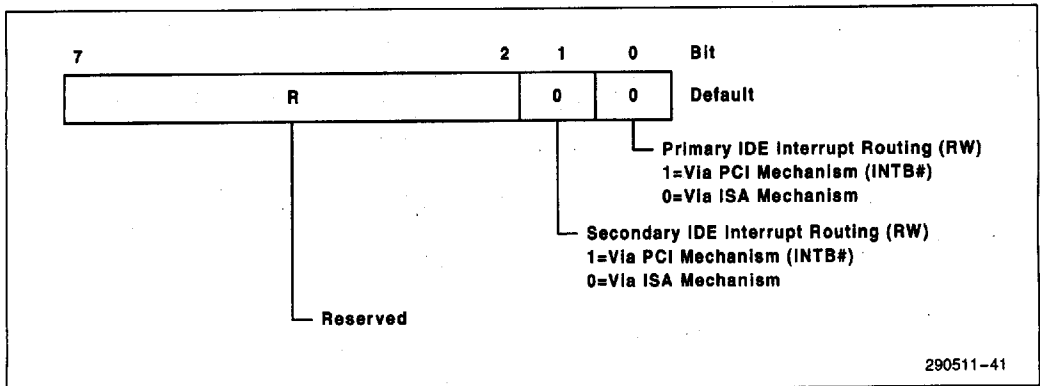 7 2 1 0 Bit
R 0 0 Default
Primary IDE Interrupt Routing (RW)
1=Via PCI Mechanism (INTB#)
0=Via ISA Mechanism
Secondary IDE Interrupt Routing (RW)
1=Via PCI Mechanism (INTB#)
0=Via ISA Mechanism
Reserved
290511-41